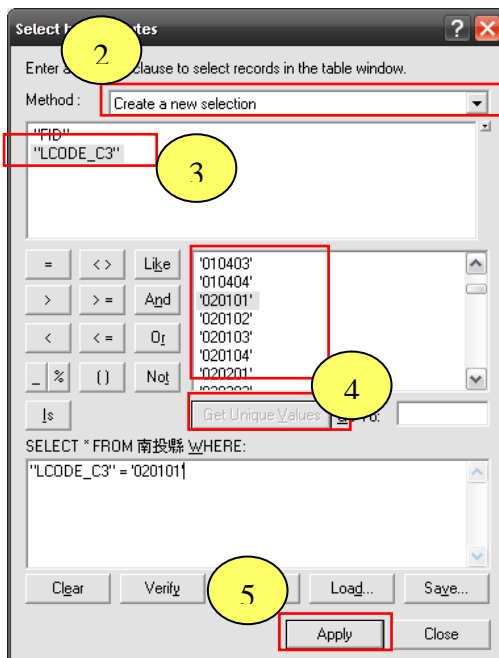 Select
tes
2
Enter a clause to select records in the table window.
Method : Create a new selection
"FID"
"LCODE_C3"
3
= < > Like
> > = And
< < = Or
_ % ( ) Not
Is
'010403'
'010404'
'020101'
'020102'
'020103'
'020104'
'020201'
4
Get Unique Values To:
SELECT * FROM 南投縣 WHERE:
"LCODE_C3" = '020101'
Clear Verify Load... Save...
5
Apply Close